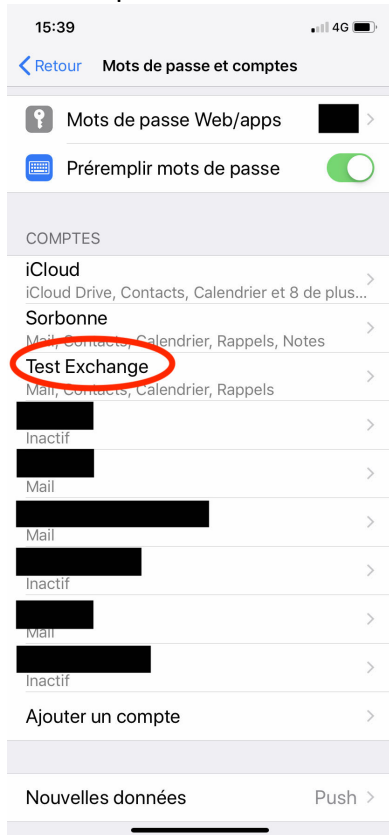 15:39
4G
Retour Mots de passe et comptes
Mots de passe Web/apps
Préremplir mots de passe
COMPTES
iCloud
iCloud Drive, Contacts, Calendrier et 8 de plus...
Sorbonne
Mail, Contacts, Calendrier, Rappels, Notes
Test Exchange
Mail, Contacts, Calendrier, Rappels
Inactif
Mail
Mail
Inactif
Mail
Inactif
Ajouter un compte
Nouvelles données Push